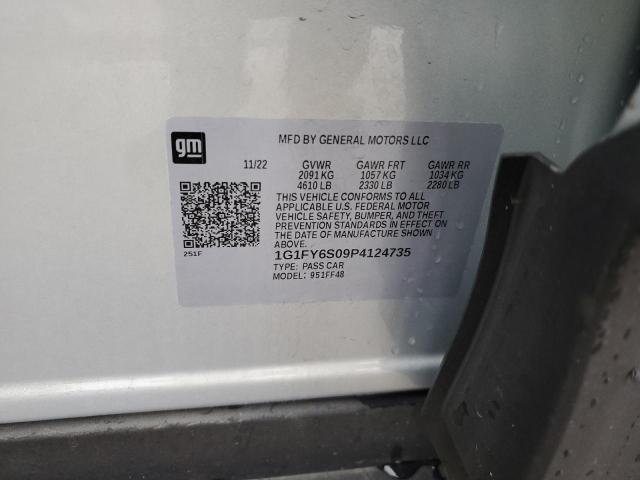 gm
MFD BY GENERAL MOTORS LLC
11/22 GVWR GAWR FRT GAWR RR
2091 KG 1057 KG 1034 KG
4610 LB 2330 LB 2280 LB
THIS VEHICLE CONFORMS TO ALL
APPLICABLE U.S. FEDERAL MOTOR
VEHICLE SAFETY, BUMPER, AND THEFT
PREVENTION STANDARDS IN EFFECT ON
THE DATE OF MANUFACTURE SHOWN
ABOVE.
251F
1G1FY6S09P4124735
TYPE: PASS CAR
MODEL: 951FF48